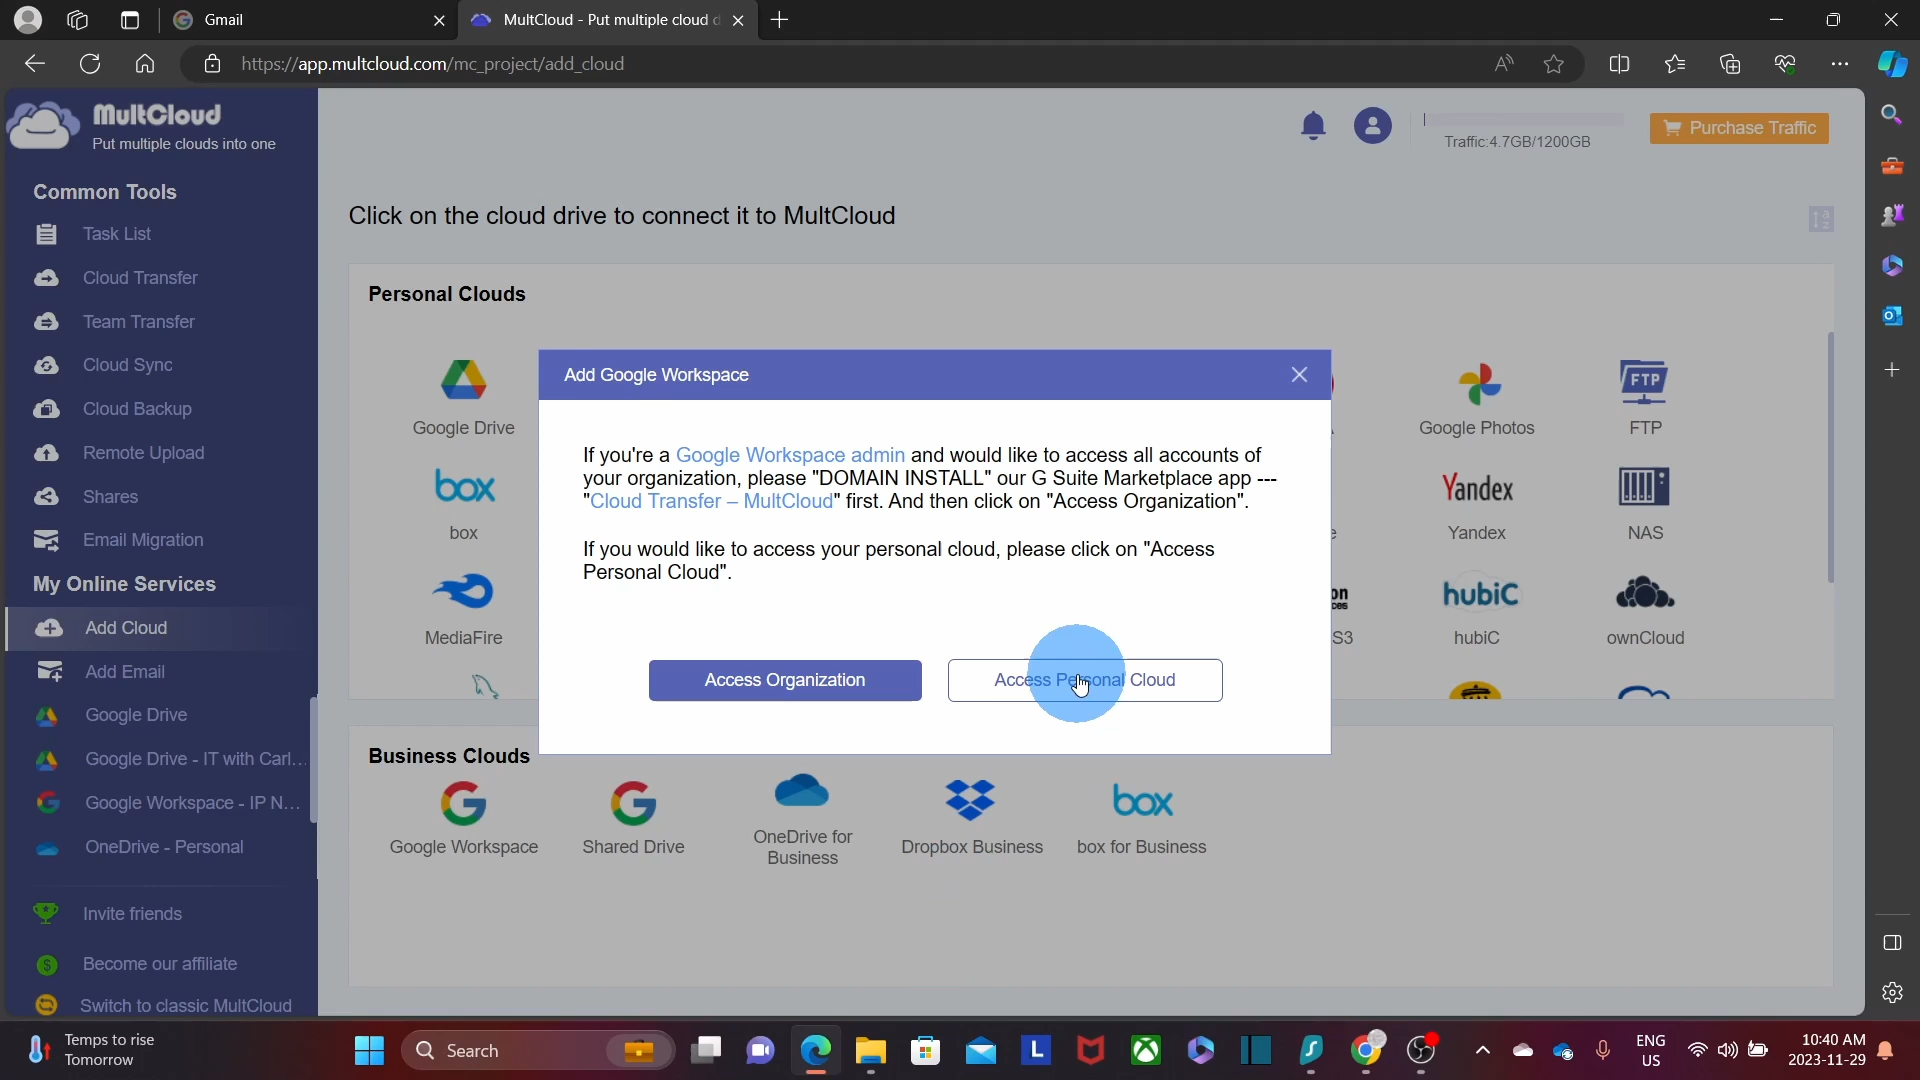 Gmail
MultCloud - Put multiple cloud d
https://app.multcloud.com/mc_project/add_cloud
MultCloud
Put multiple clouds into one
Common Tools
Task List
Cloud Transfer
Team Transfer
Cloud Sync
Cloud Backup
Remote Upload
Shares
Email Migration
My Online Services
Add Cloud
Add Email
Google Drive
Google Drive - IT with Carl...
Google Workspace - IP N...
OneDrive - Personal
Invite friends
Become our affiliate
Switch to classic MultCloud
Traffic:4.7GB/1200GB
Purchase Traffic
Click on the cloud drive to connect it to MultCloud
Personal Clouds
Google Drive
Google Photos
FTP
FTP
box
box
Yandex
Yandex
NAS
MediaFire
S3
hubiC
hubiC
ownCloud
Add Google Workspace
If you're a Google Workspace admin and would like to access all accounts of
your organization, please "DOMAIN INSTALL" our G Suite Marketplace app ---
"Cloud Transfer – MultCloud" first. And then click on "Access Organization".
If you would like to access your personal cloud, please click on "Access
Personal Cloud".
Access Organization
Access Personal Cloud
Business Clouds
Google Workspace
Shared Drive
OneDrive for
Business
Dropbox Business
box
box for Business
Temps to rise
Tomorrow
Search
ENG
US
10:40 AM
2023-11-29